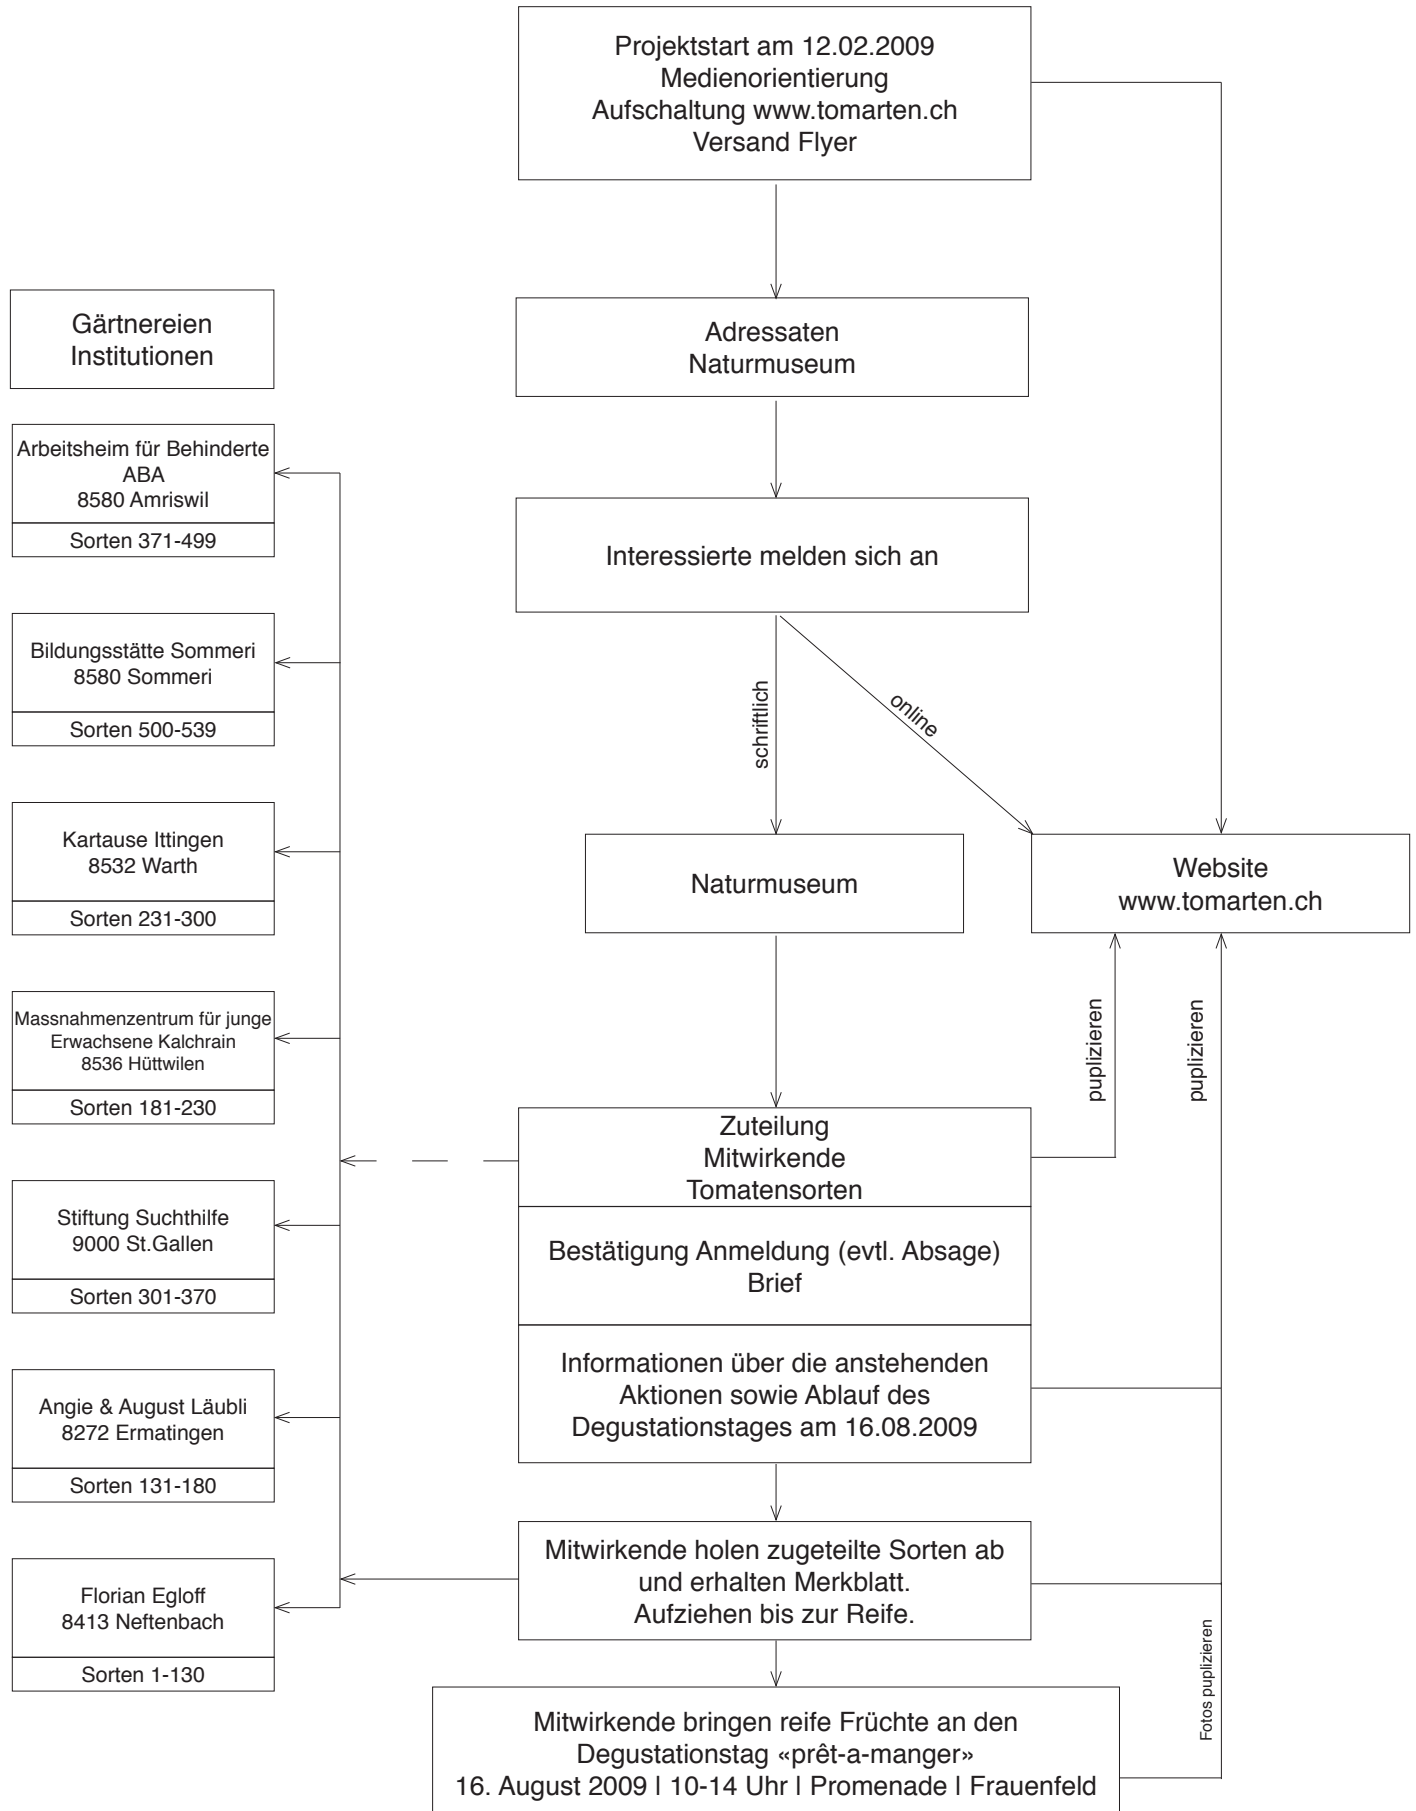 Projektstart am 12.02.2009
Medienorientierung
Aufschaltung www.tomarten.ch
Versand Flyer
Adressaten
Naturmuseum
Interessierte melden sich an
schriftlich
online
Naturmuseum
Website
www.tomarten.ch
puplizieren
puplizieren
Zuteilung
Mitwirkende
Tomatensorten
Bestätigung Anmeldung (evtl. Absage)
Brief
Informationen über die anstehenden
Aktionen sowie Ablauf des
Degustationstages am 16.08.2009
Mitwirkende holen zugeteilte Sorten ab
und erhalten Merkblatt.
Aufziehen bis zur Reife.
Fotos puplizieren
Mitwirkende bringen reife Früchte an den
Degustationstag «prêt-a-manger»
16. August 2009 | 10-14 Uhr | Promenade | Frauenfeld
Gärtnereien
Institutionen
Arbeitsheim für Behinderte
ABA
8580 Amriswil
Sorten 371-499
Bildungsstätte Sommeri
8580 Sommeri
Sorten 500-539
Kartause Ittingen
8532 Warth
Sorten 231-300
Massnahmenzentrum für junge
Erwachsene Kalchrain
8536 Hüttwilen
Sorten 181-230
Stiftung Suchthilfe
9000 St.Gallen
Sorten 301-370
Angie & August Läubli
8272 Ermatingen
Sorten 131-180
Florian Egloff
8413 Neftenbach
Sorten 1-130